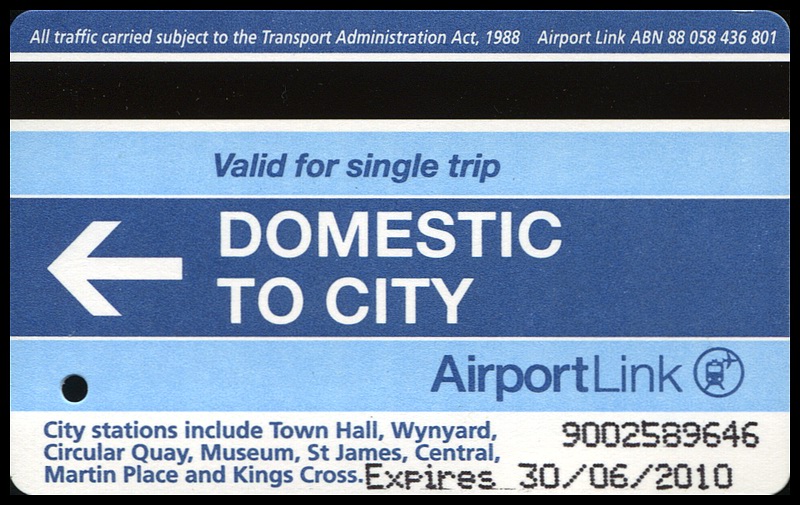 All traffic carried subject to the Transport Administration Act, 1988 Airport Link ABN 88 058 436 801
Valid for single trip
DOMESTIC
TO CITY
AirportLink
City stations include Town Hall, Wynyard,
Circular Quay, Museum, St James, Central,
Martin Place and Kings Cross.
9002589646
Expires 30/06/2010